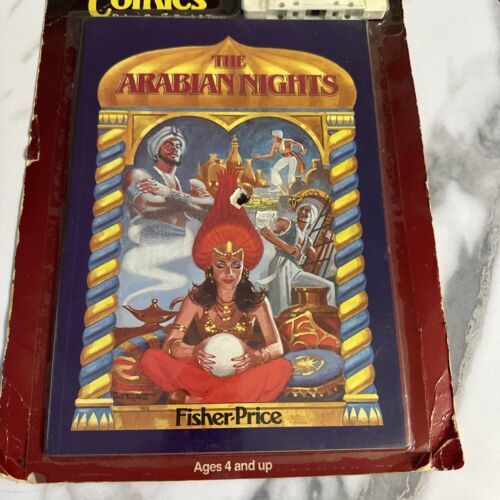 Comics
THE
ARABIAN NIGHTS
Fisher-Price
Ages 4 and up